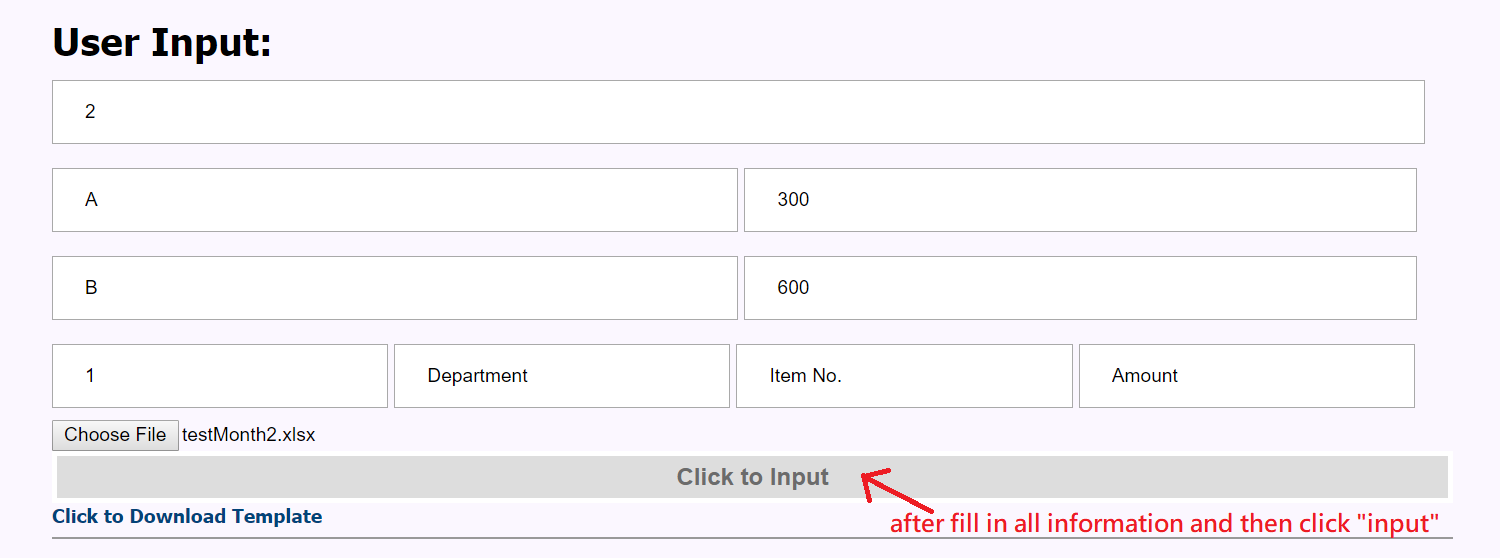 User Input:
2
A 300
B 600
1 Department Item No. Amount
Choose File testMonth2.xlsx
Click to Input
Click to Download Template
after fill in all information and then click "input"